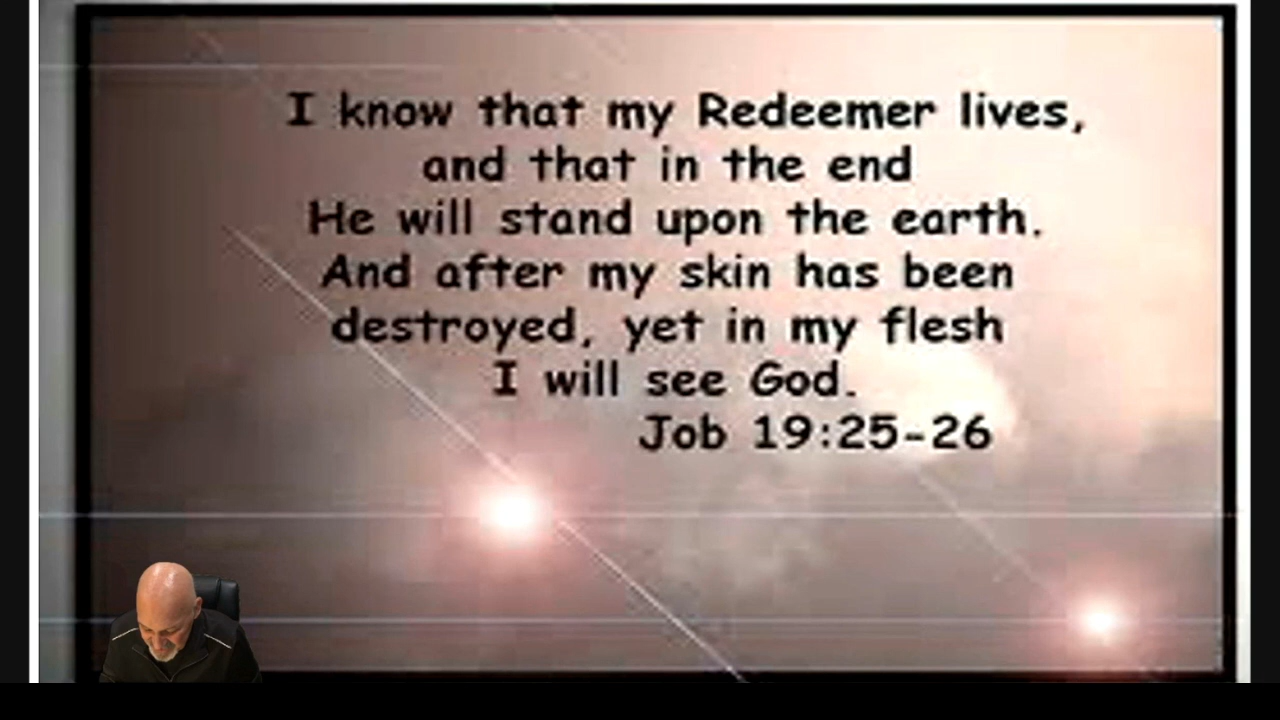 I know that my Redeemer lives,
and that in the end
He will stand upon the earth.
And after my skin has been
destroyed, yet in my flesh
I will see God.
Job 19:25-26